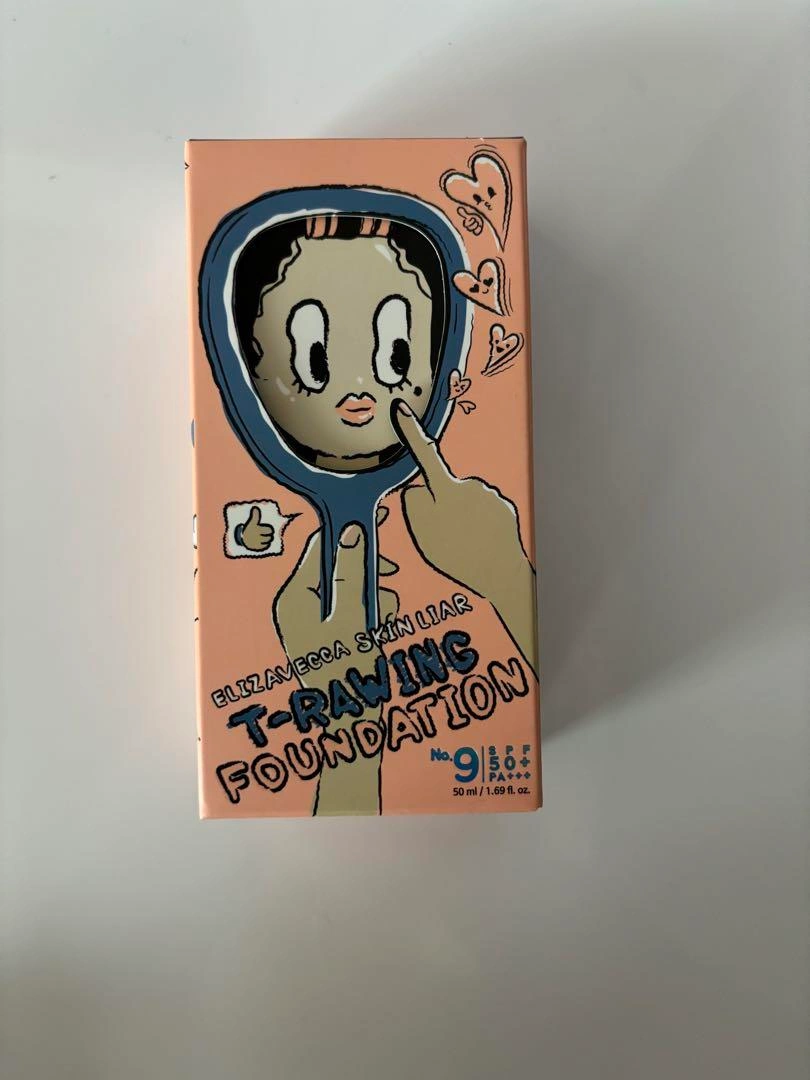 ELIZAVECCA SKIN LIAR
T-RAWING
FOUNDATION
No.9
SPF
50+
PA+++
50 ml / 1.69 fl. oz.